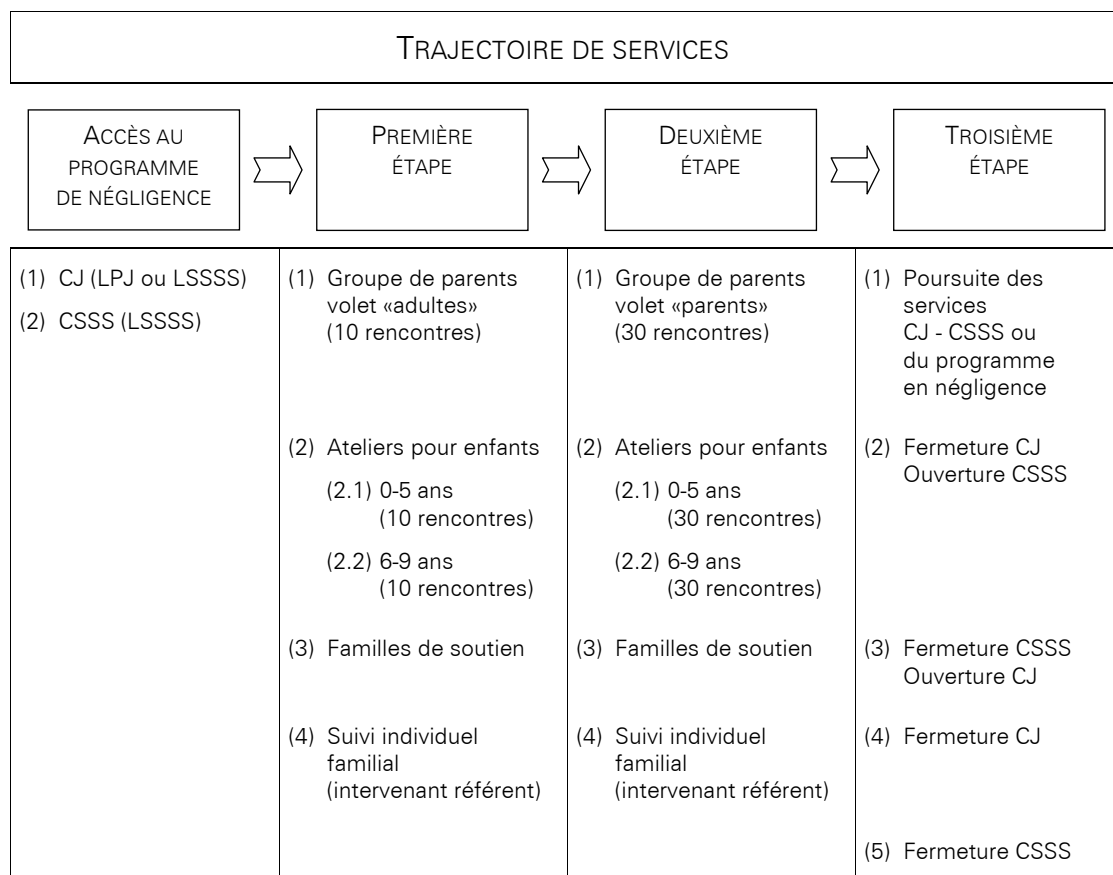 TRAJECTOIRE DE SERVICES
ACCÈS AU
PROGRAMME
DE NÉGLIGENCE
PREMIÈRE
ÉTAPE
DEUXIÈME
ÉTAPE
TROISIÈME
ÉTAPE
(1) CJ (LPJ ou LSSSS)
(2) CSSS (LSSSS)
(1) Groupe de parents
volet «adultes»
(10 rencontres)
(2) Ateliers pour enfants
(2.1) 0-5 ans
(10 rencontres)
(2.2) 6-9 ans
(10 rencontres)
(3) Familles de soutien
(4) Suivi individuel
familial
(intervenant référent)
(1) Groupe de parents
volet «parents»
(30 rencontres)
(2) Ateliers pour enfants
(2.1) 0-5 ans
(30 rencontres)
(2.2) 6-9 ans
(30 rencontres)
(3) Familles de soutien
(4) Suivi individuel
familial
(intervenant référent)
(1) Poursuite des
services
CJ - CSSS ou
du programme
en négligence
(2) Fermeture CJ
Ouverture CSSS
(3) Fermeture CSSS
Ouverture CJ
(4) Fermeture CJ
(5) Fermeture CSSS